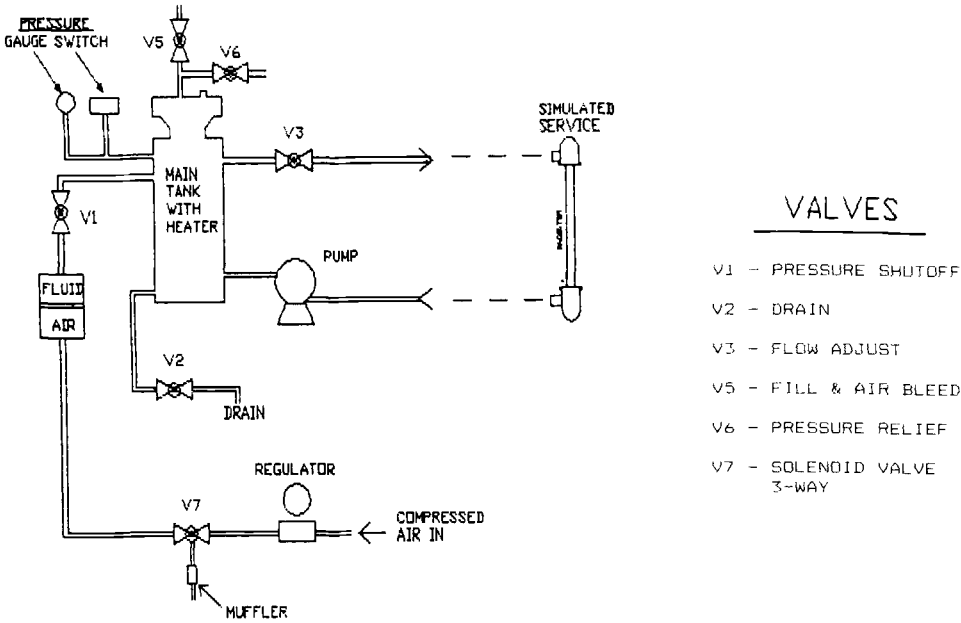 PRESSURE
GAUGE SWITCH
V5
V6
SIMULATED
SERVICE
V3
MAIN
TANK
WITH
HEATER
V1
PUMP
FLUID
AIR
V2
DRAIN
REGULATOR
V7
COMPRESSED
AIR IN
MUFFLER
VALVES
V1 - PRESSURE SHUTOFF
V2 - DRAIN
V3 - FLOW ADJUST
V5 - FILL & AIR BLEED
V6 - PRESSURE RELIEF
V7 - SOLENOID VALVE
3-WAY